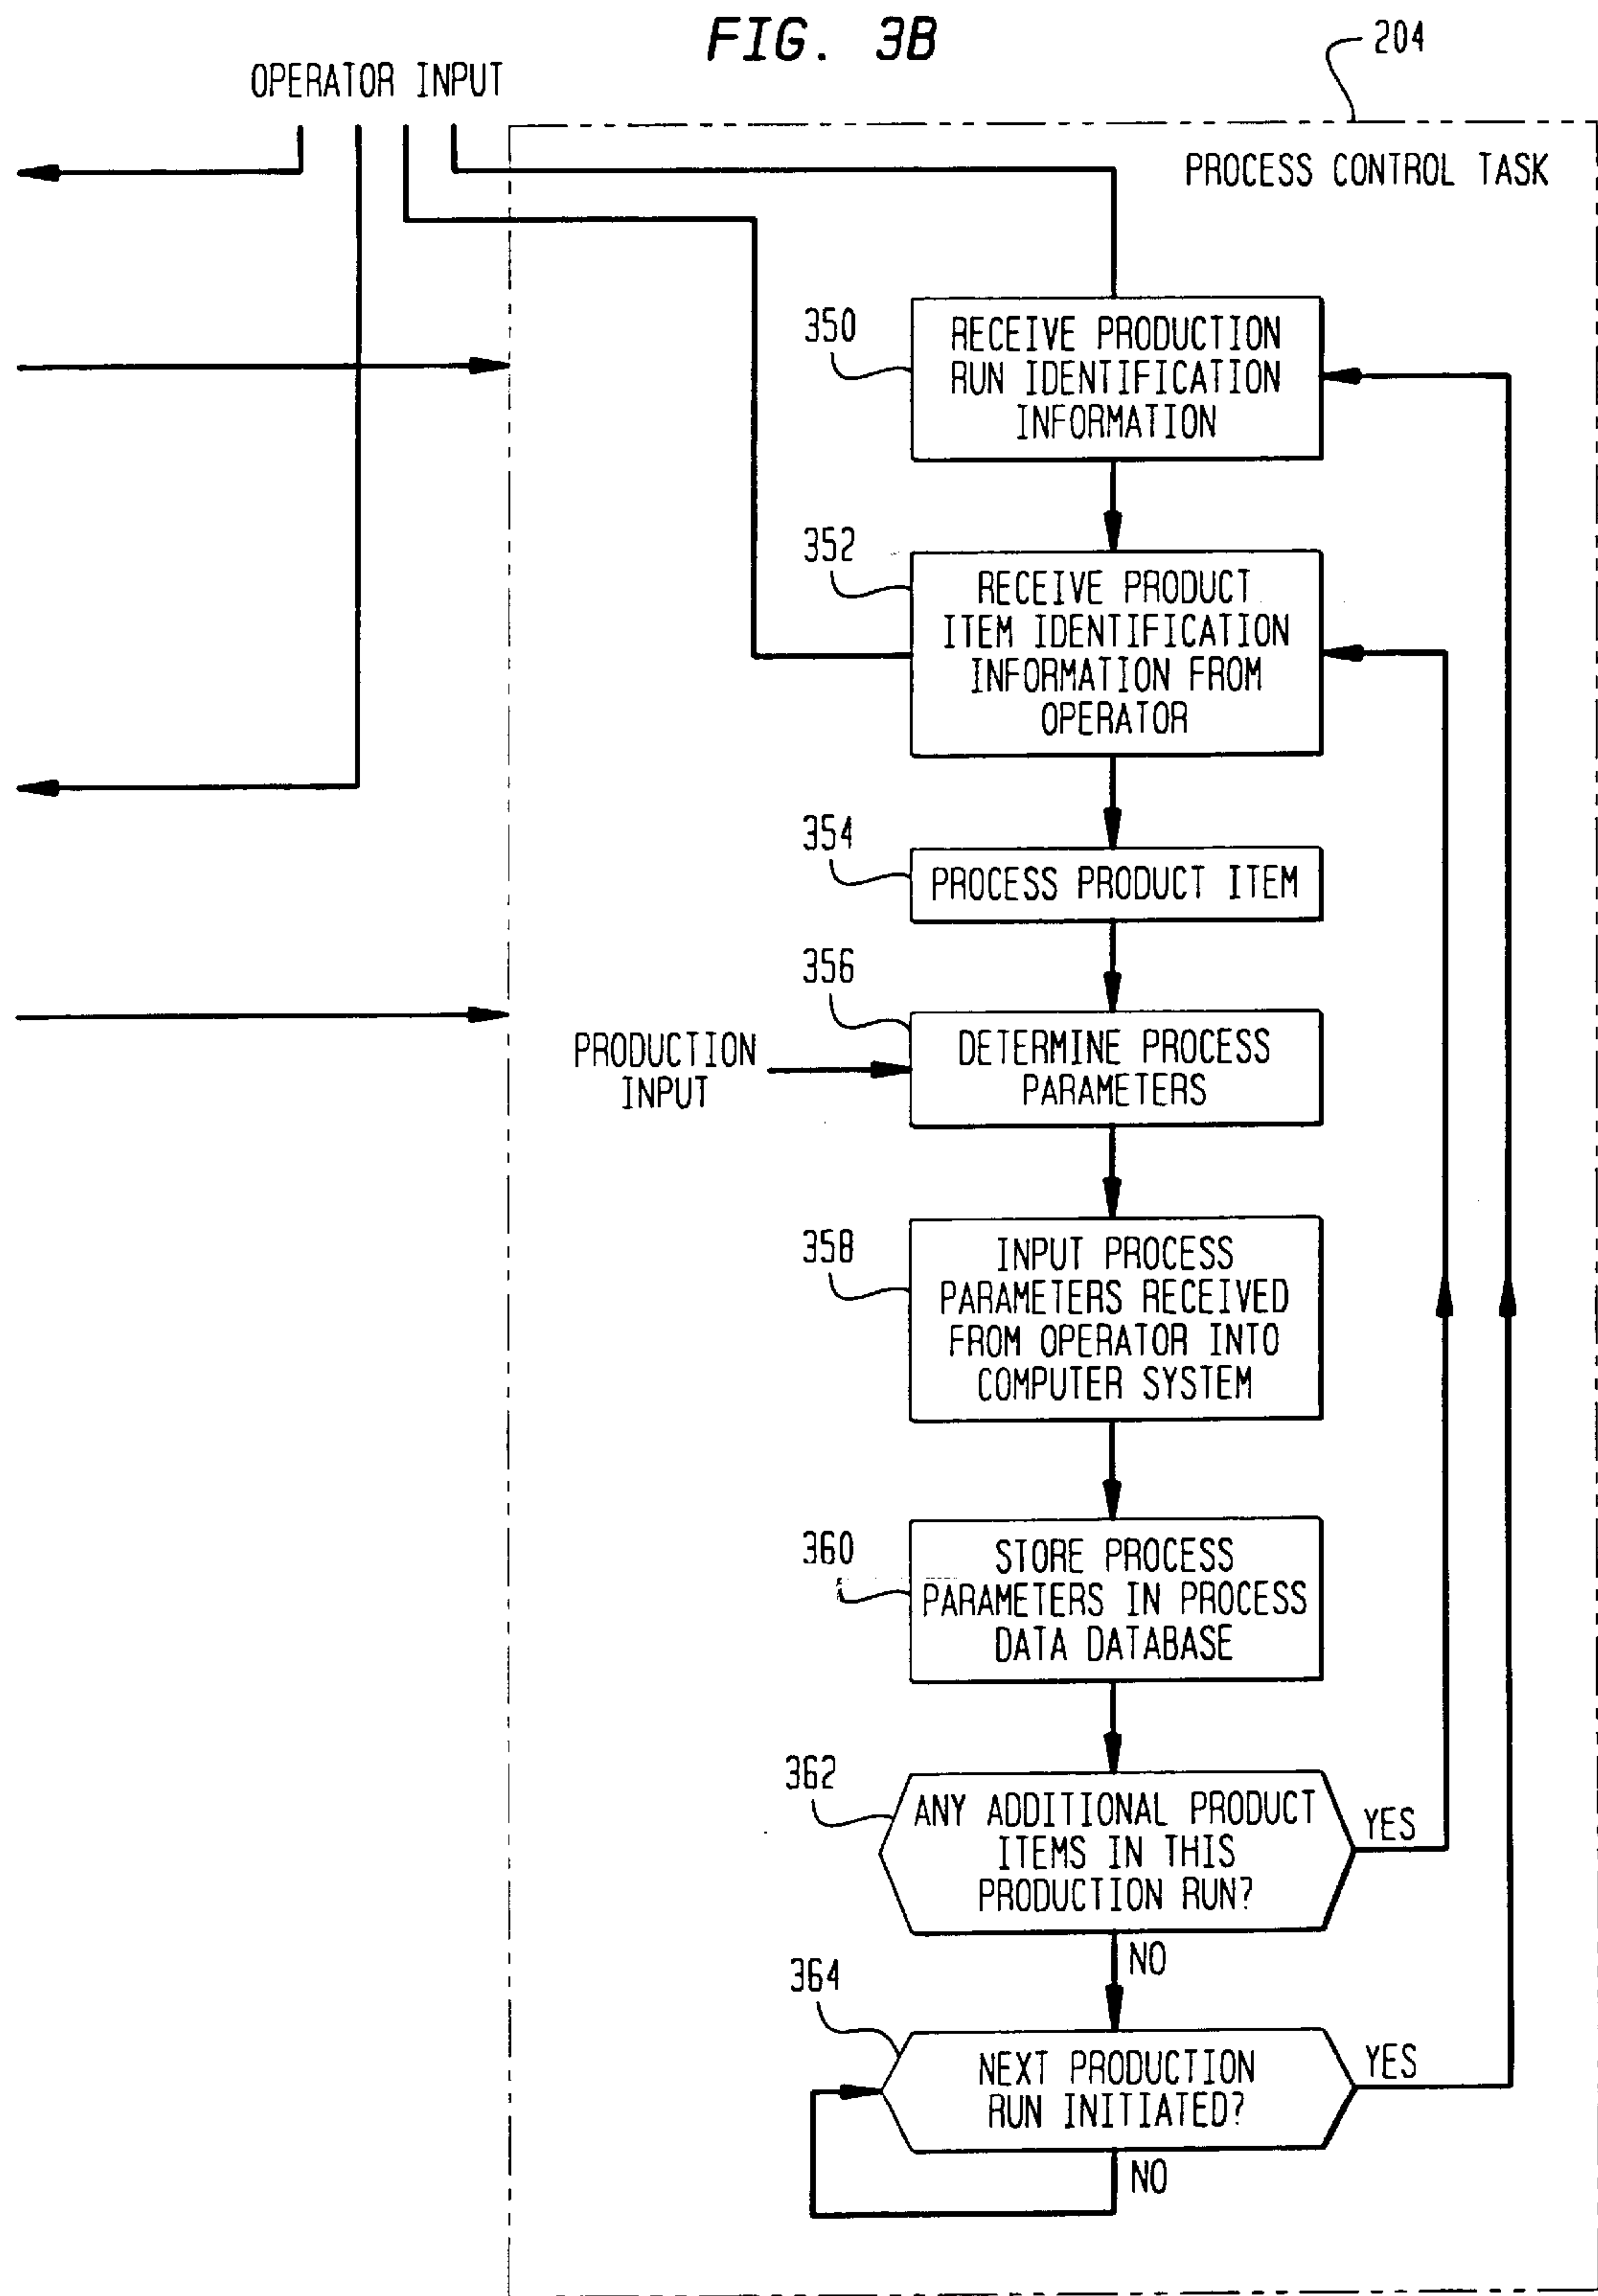 FIG. 3B
204
OPERATOR INPUT
PROCESS CONTROL TASK
350
RECEIVE PRODUCTION
RUN IDENTIFICATION
INFORMATION
352
RECEIVE PRODUCT
ITEM IDENTIFICATION
INFORMATION FROM
OPERATOR
354
PROCESS PRODUCT ITEM
356
PRODUCTION
INPUT
DETERMINE PROCESS
PARAMETERS
358
INPUT PROCESS
PARAMETERS RECEIVED
FROM OPERATOR INTO
COMPUTER SYSTEM
360
STORE PROCESS
PARAMETERS IN PROCESS
DATA DATABASE
362
ANY ADDITIONAL PRODUCT
ITEMS IN THIS
PRODUCTION RUN?
YES
NO
364
NEXT PRODUCTION
RUN INITIATED?
YES
NO